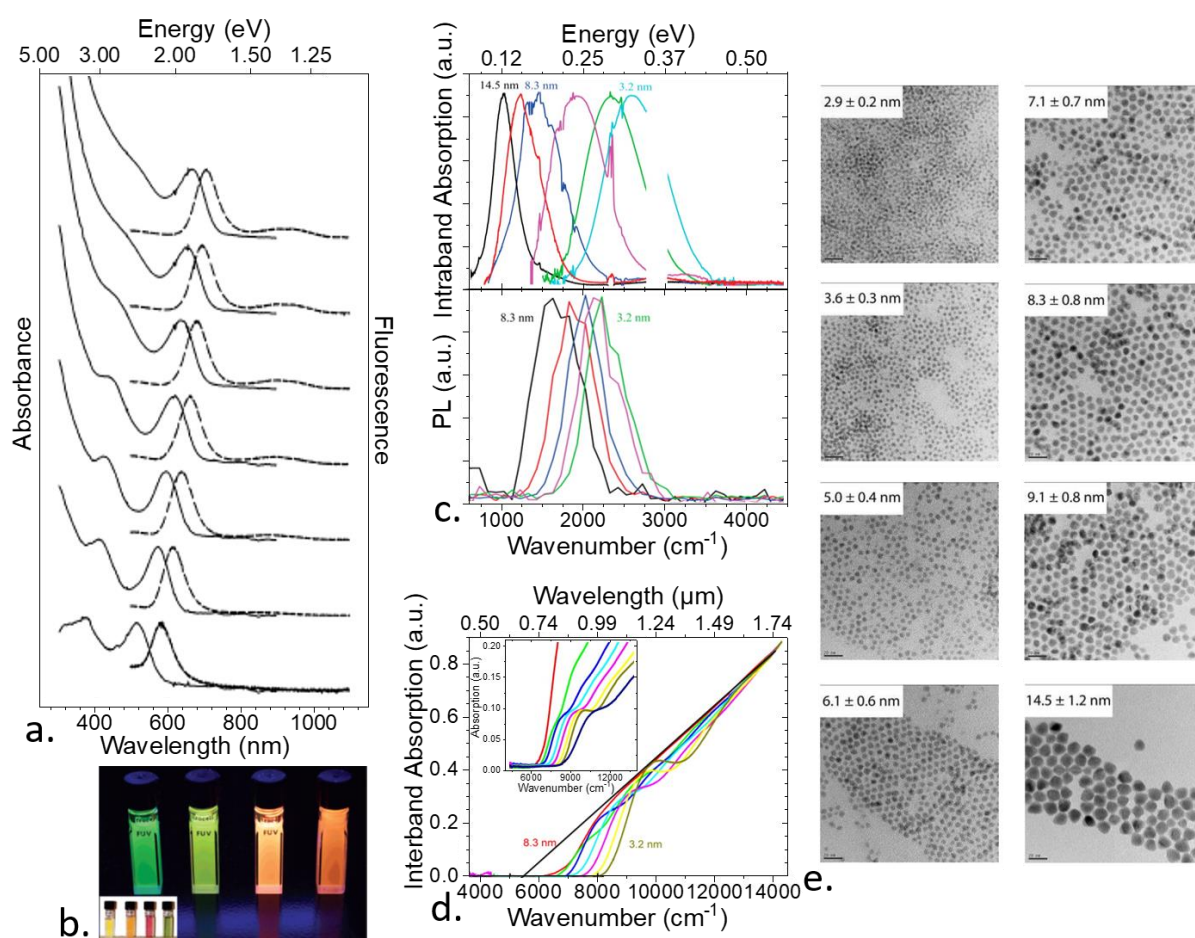 Energy (eV)
5.00 3.00 2.00 1.50 1.25
Absorbance
Fluorescence
400 600 800 1000
Wavelength (nm)
a.
FUV FUV
b.
Energy (eV)
0.12 0.25 0.37 0.50
Intraband Absorption (a.u.)
14.5 nm 8.3 nm 3.2 nm
PL (a.u.)
8.3 nm 3.2 nm
1000 2000 3000 4000
Wavenumber (cm⁻¹)
c.
Wavelength (µm)
0.50 0.74 0.99 1.24 1.49 1.74
Interband Absorption (a.u.)
0.8
0.6
0.4
0.2
0.0
Absorption (a.u.)
0.20
0.15
0.10
0.05
0.00
6000 9000 12000
Wavenumber (cm⁻¹)
8.3 nm 3.2 nm
4000 6000 8000 10000 12000 14000
Wavenumber (cm⁻¹)
d.
2.9 ± 0.2 nm
7.1 ± 0.7 nm
3.6 ± 0.3 nm
8.3 ± 0.8 nm
5.0 ± 0.4 nm
9.1 ± 0.8 nm
6.1 ± 0.6 nm
14.5 ± 1.2 nm
e.